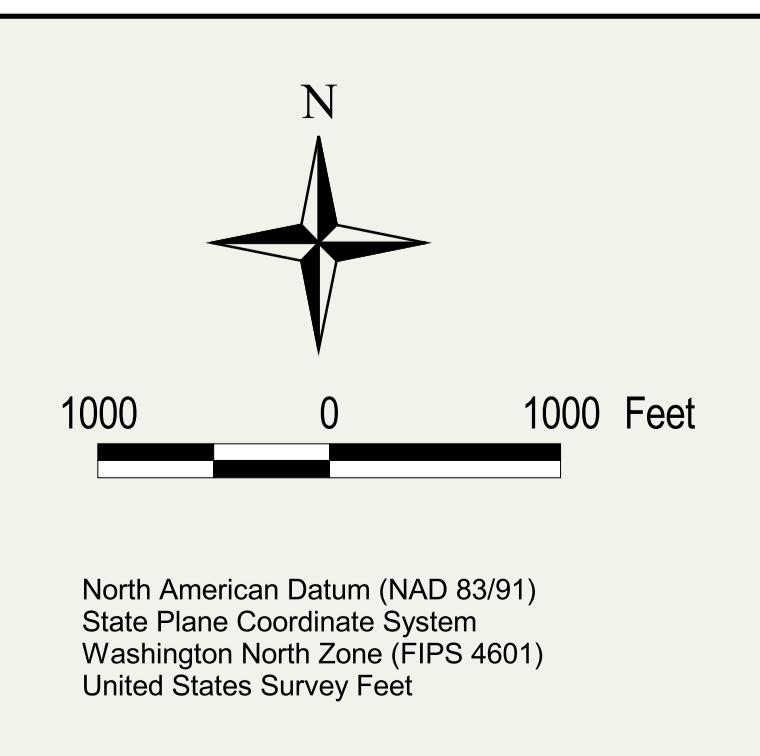 N
1000 0 1000 Feet
North American Datum (NAD 83/91)
State Plane Coordinate System
Washington North Zone (FIPS 4601)
United States Survey Feet